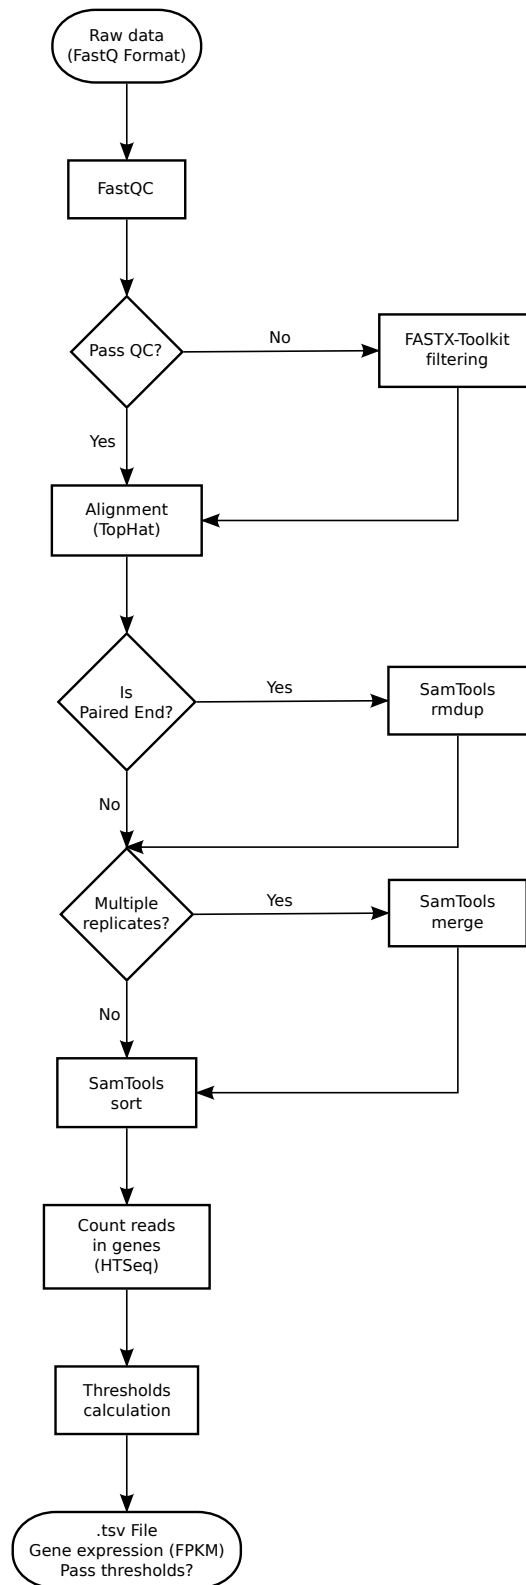 Raw data
(FastQ Format)
FastQC
Pass QC?
No
FASTX-Toolkit
filtering
Yes
Alignment
(TopHat)
Is
Paired End?
Yes
SamTools
rmdup
No
Multiple
replicates?
Yes
SamTools
merge
No
SamTools
sort
Count reads
in genes
(HTSeq)
Thresholds
calculation
.tsv File
Gene expression (FPKM)
Pass thresholds?